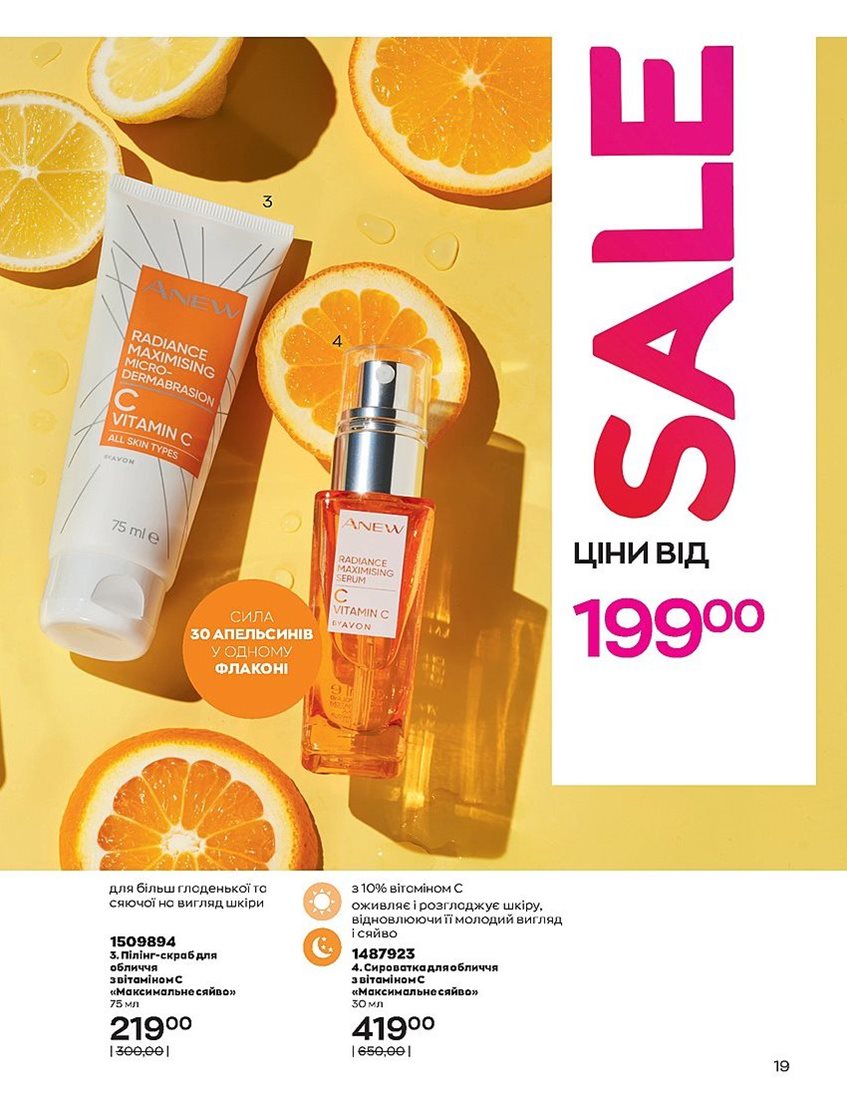 SALE
ЦІНИ ВІД
199⁰⁰
3
ANEW
RADIANCE
MAXIMISING
MICRO-
DERMABRASION
C
VITAMIN C
ALL SKIN TYPES
BY AVON
75 ml e
4
ANEW
RADIANCE
MAXIMISING
SERUM
C
VITAMIN C
BY AVON
СИЛА
30 АПЕЛЬСИНІВ
У ОДНОМУ
ФЛАКОНІ
для більш гладенької та
сяючої на вигляд шкіри
1509894
3. Пілінг-скраб для
обличчя
з вітаміном С
«Максимальне сяйво»
75 мл
219⁰⁰
| 300,00 |
з 10% вітаміном С
оживляє і розгладжує шкіру,
відновлюючи її молодий вигляд
і сяйво
1487923
4. Сироватка для обличчя
з вітаміном С
«Максимальне сяйво»
30 мл
419⁰⁰
| 650,00 |
19